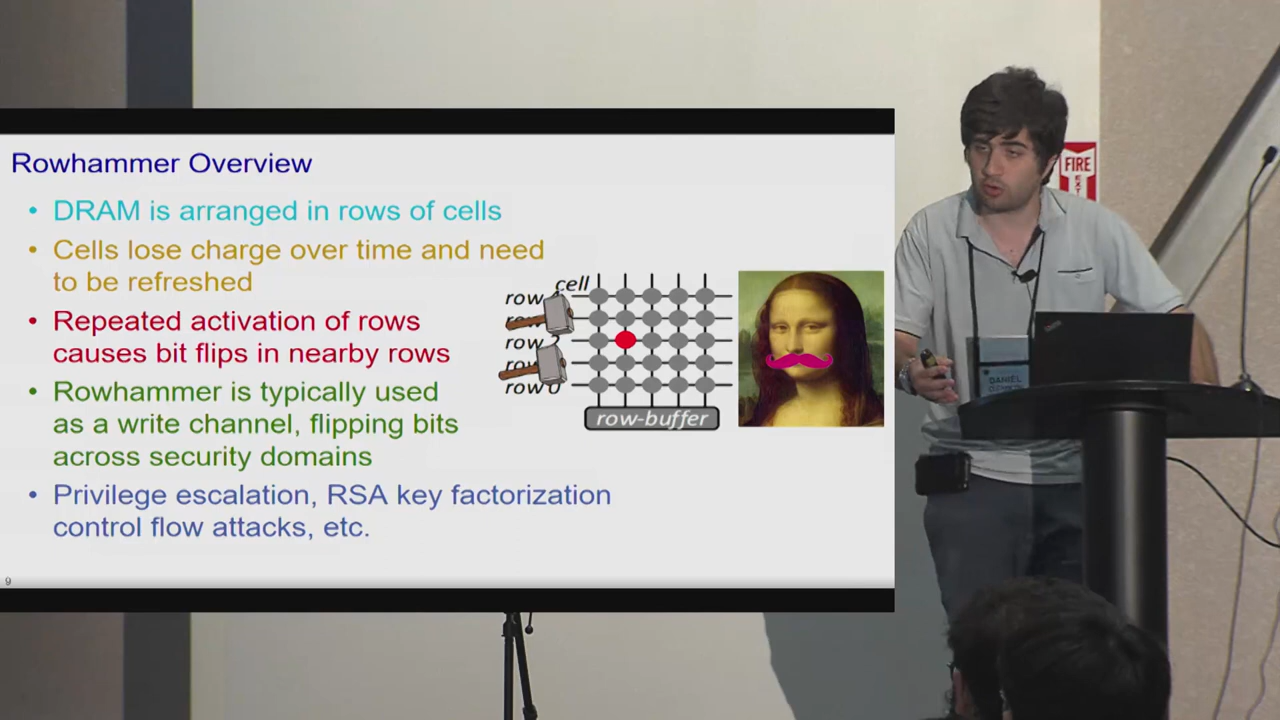 Rowhammer Overview
• DRAM is arranged in rows of cells
• Cells lose charge over time and need
to be refreshed
• Repeated activation of rows
causes bit flips in nearby rows
• Rowhammer is typically used
as a write channel, flipping bits
across security domains
• Privilege escalation, RSA key factorization
control flow attacks, etc.
cell
row
row 2
row 0
row-buffer
9
FIRE
DANIEL